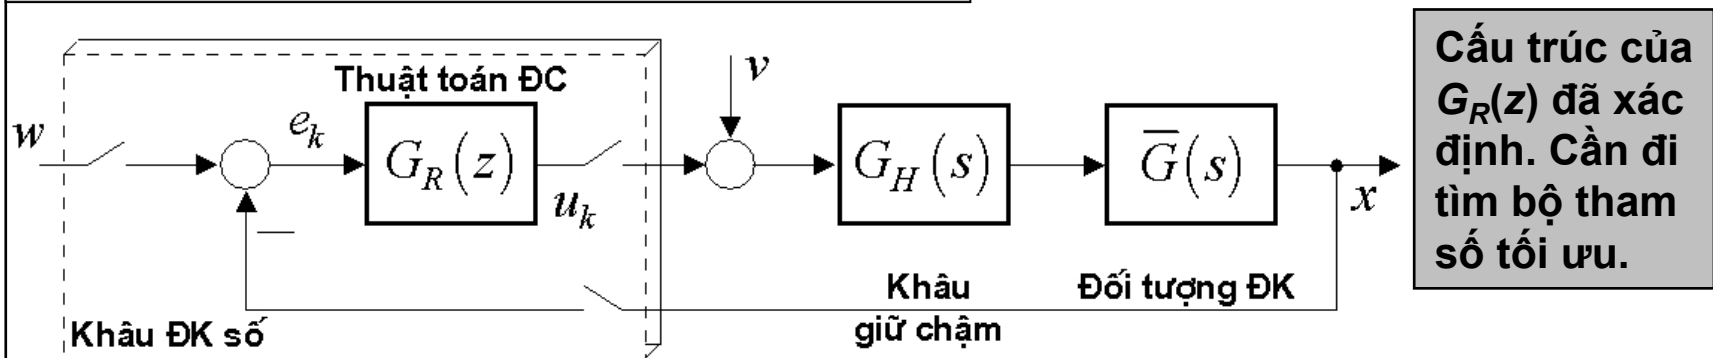 Thuật toán ĐC
v
w
e_k
G_R(z)
u_k
G_H(s)
\overline{G}(s)
x
—
Khâu ĐK số
Khâu
giữ chậm
Đối tượng ĐK
Cấu trúc của
G_R(z) đã xác
định. Cần đi
tìm bộ tham
số tối ưu.